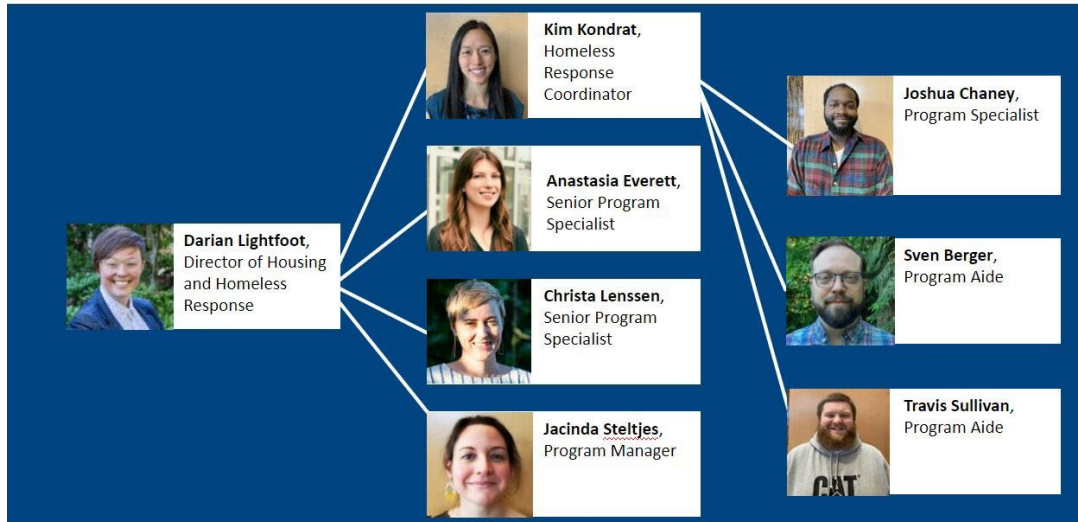 Darian Lightfoot,
Director of Housing
and Homeless
Response
Kim Kondrat,
Homeless
Response
Coordinator
Anastasia Everett,
Senior Program
Specialist
Christa Lenssen,
Senior Program
Specialist
Jacinda Steltjes,
Program Manager
Joshua Chaney,
Program Specialist
Sven Berger,
Program Aide
Travis Sullivan,
Program Aide
CAT